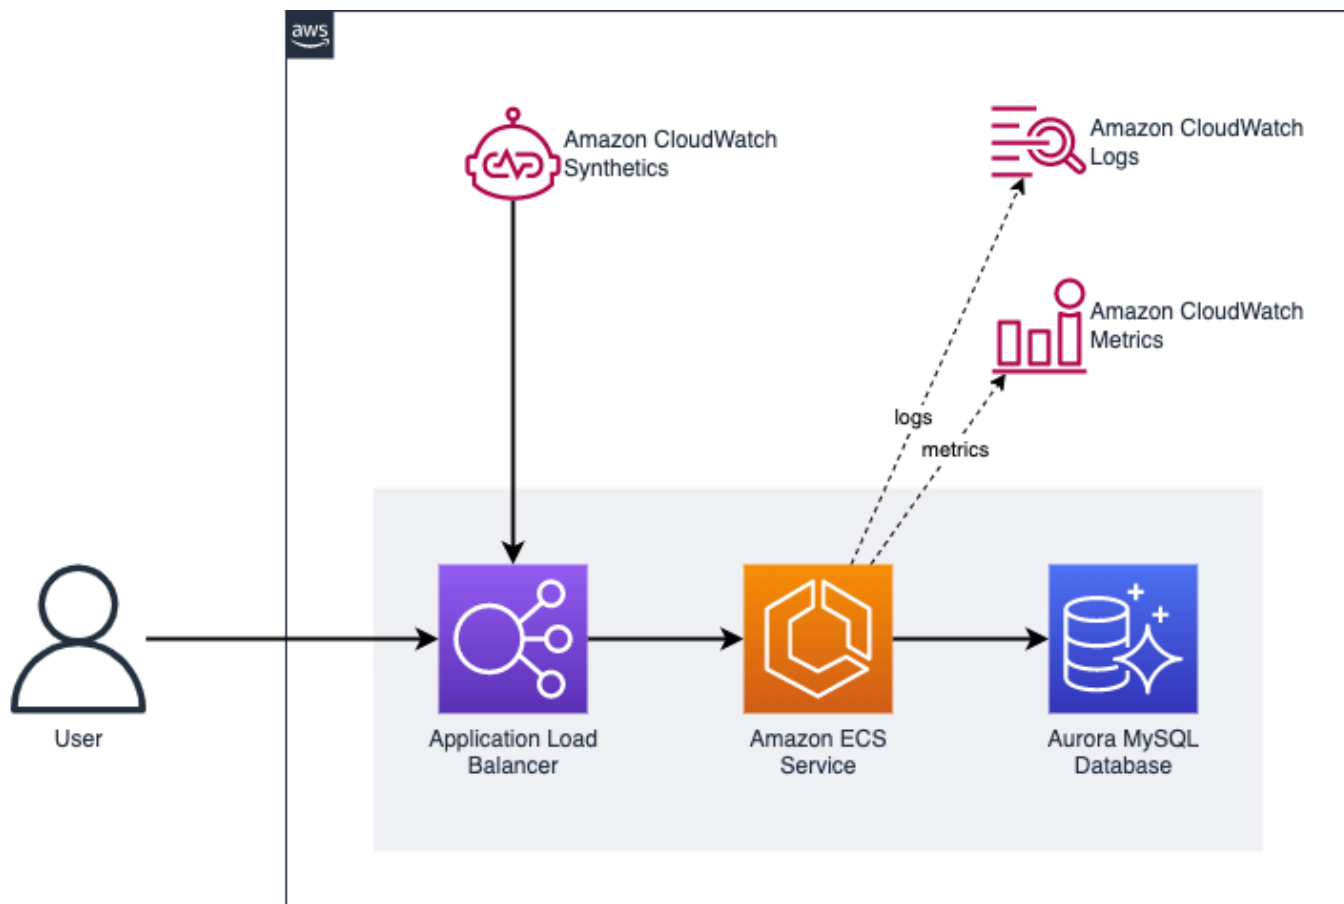 aws
Amazon CloudWatch
Synthetics
Amazon CloudWatch
Logs
Amazon CloudWatch
Metrics
logs
metrics
User
Application Load
Balancer
Amazon ECS
Service
Aurora MySQL
Database